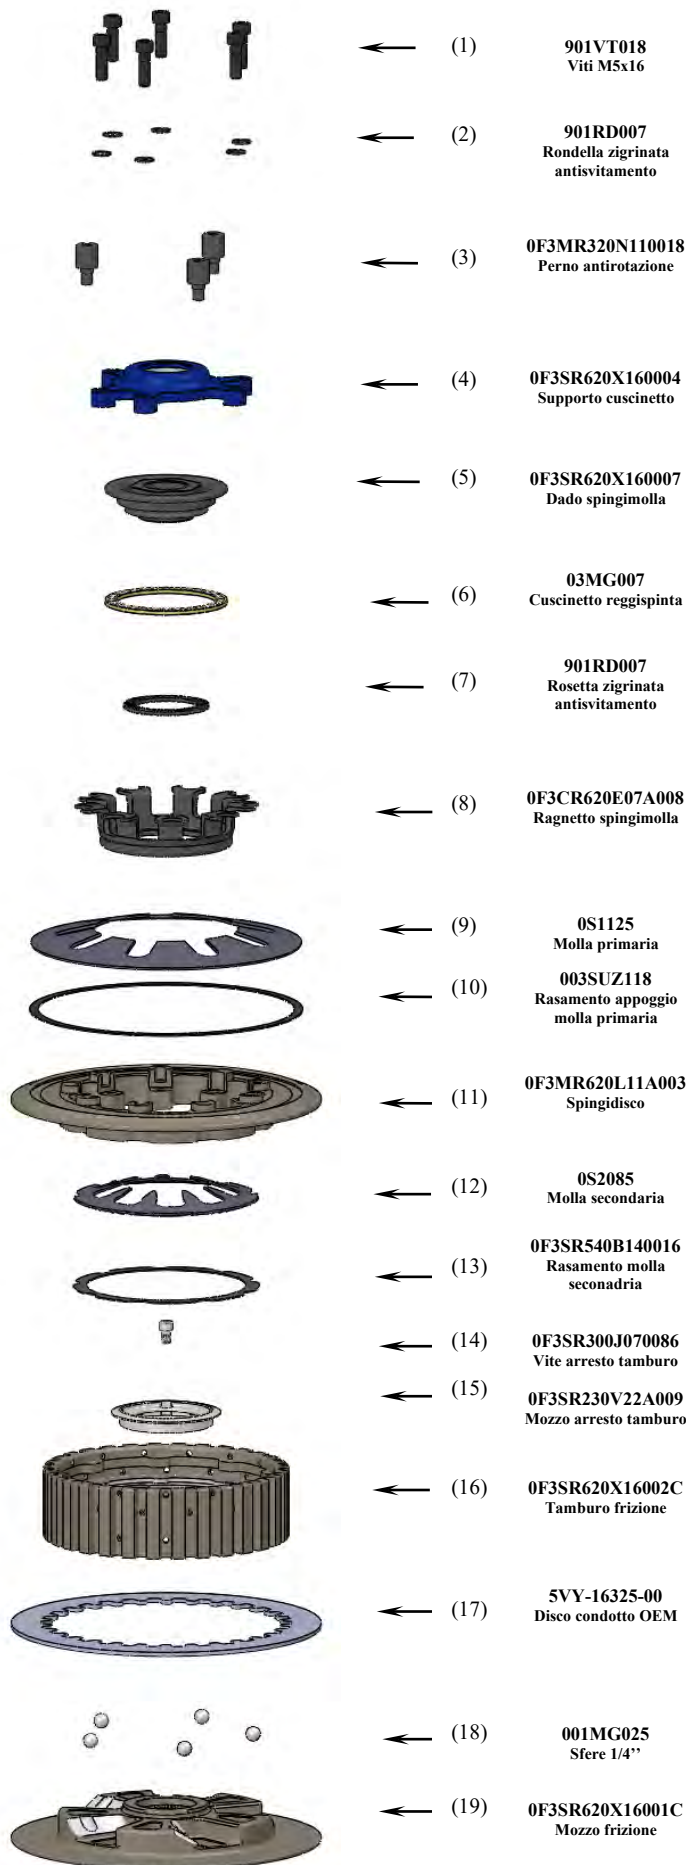 (1) 901VT018
Viti M5x16
(2) 901RD007
Rondella zigrinata
antisvitamento
(3) 0F3MR320N110018
Perno antirotazione
(4) 0F3SR620X160004
Supporto cuscinetto
(5) 0F3SR620X160007
Dado spingimolla
(6) 03MG007
Cuscinetto reggispinta
(7) 901RD007
Rosetta zigrinata
antisvitamento
(8) 0F3CR620E07A008
Ragnetto spingimolla
(9) 0S1125
Molla primaria
(10) 003SUZ118
Rasamento appoggio
molla primaria
(11) 0F3MR620L11A003
Spingidisco
(12) 0S2085
Molla secondaria
(13) 0F3SR540B140016
Rasamento molla
seconadria
(14) 0F3SR300J070086
Vite arresto tamburo
(15) 0F3SR230V22A009
Mozzo arresto tamburo
(16) 0F3SR620X16002C
Tamburo frizione
(17) 5VY-16325-00
Disco condotto OEM
(18) 001MG025
Sfere 1/4’’
(19) 0F3SR620X16001C
Mozzo frizione